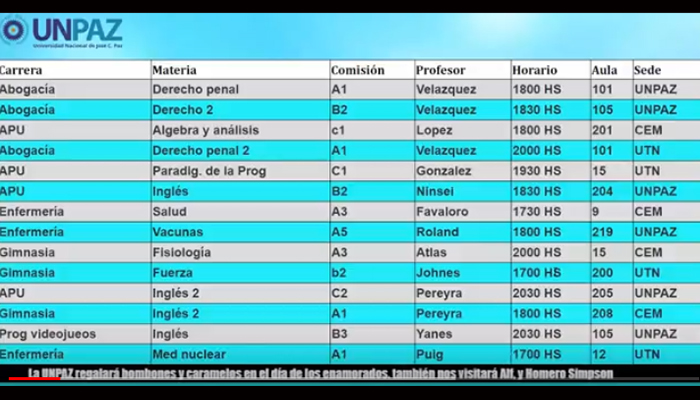 UNPAZ
Universidad Nacional de José C. Paz
Carrera Materia Comisión Profesor Horario Aula Sede
Abogacía Derecho penal A1 Velazquez 1800 HS 101 UNPAZ
Abogacía Derecho 2 B2 Velazquez 1830 HS 105 UNPAZ
APU Algebra y análisis c1 Lopez 1800 HS 201 CEM
Abogacía Derecho penal 2 A1 Velazquez 2000 HS 101 UTN
APU Paradig. de la Prog C1 Gonzalez 1930 HS 15 UTN
APU Inglés B2 Ninsei 1830 HS 204 UNPAZ
Enfermería Salud A3 Favaloro 1730 HS 9 CEM
Enfermería Vacunas A5 Roland 1800 HS 219 UNPAZ
Gimnasia Fisiología A3 Atlas 2000 HS 15 CEM
Gimnasia Fuerza b2 Johnes 1700 HS 200 UTN
APU Inglés 2 C2 Pereyra 2030 HS 205 UNPAZ
Gimnasia Inglés 2 A1 Pereyra 1800 HS 208 CEM
Prog videojueos Inglés B3 Yanes 2030 HS 105 UNPAZ
Enfermería Med nuclear A1 Puig 1700 HS 12 UTN
La UNPAZ regalará bombones y caramelos en el día de los enamorados, también nos visitará Alf, y Homero Simpson